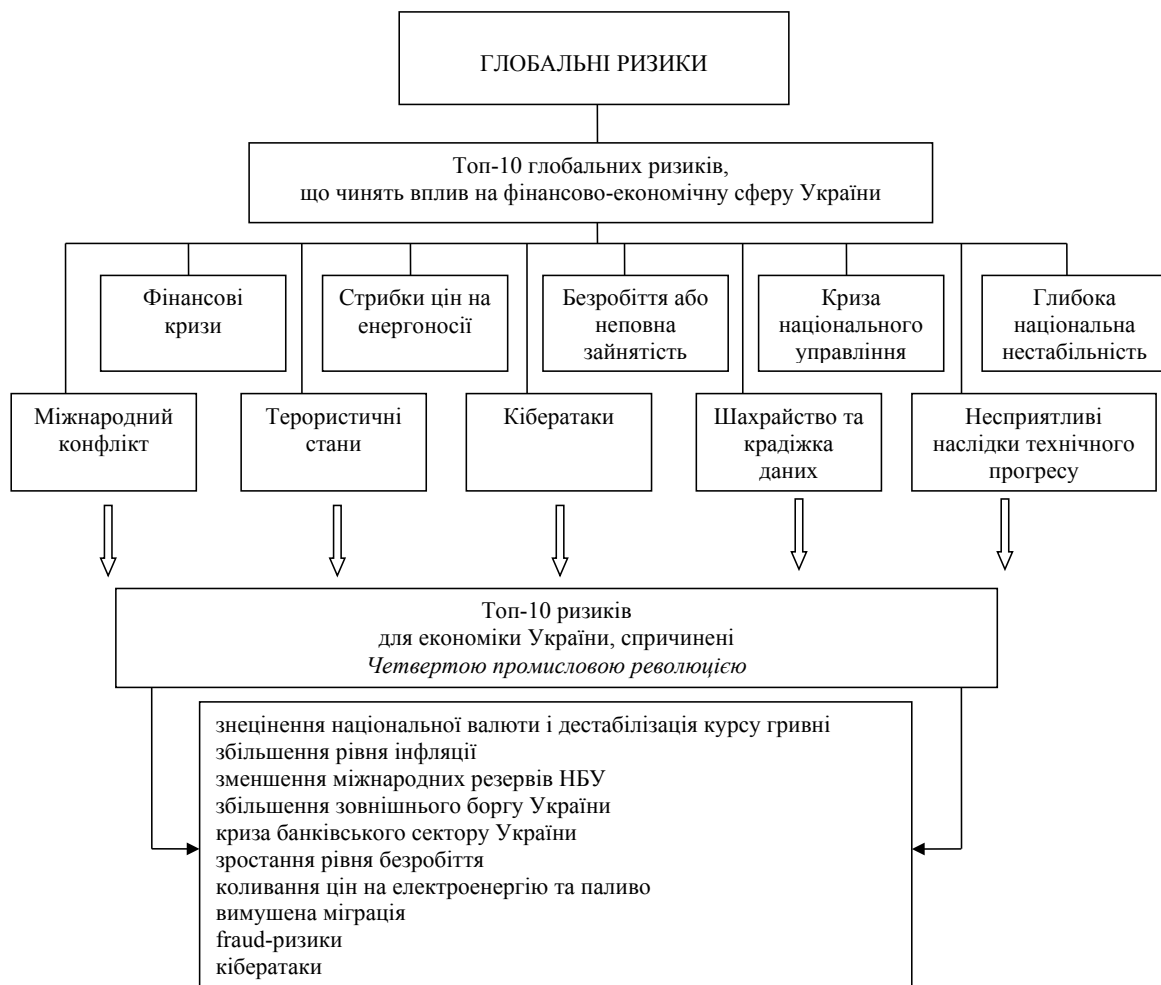 ГЛОБАЛЬНІ РИЗИКИ
Топ-10 глобальних ризиків,
що чинять вплив на фінансово-економічну сферу України
Фінансові
кризи
Стрибки цін на
енергоносії
Безробіття або
неповна
зайнятість
Криза
національного
управління
Глибока
національна
нестабільність
Міжнародний
конфлікт
Терористичні
стани
Кібератаки
Шахрайство та
крадіжка
даних
Несприятливі
наслідки технічного
прогресу
Топ-10 ризиків
для економіки України, спричинені
Четвертою промисловою революцією
знецінення національної валюти і дестабілізація курсу гривні
збільшення рівня інфляції
зменшення міжнародних резервів НБУ
збільшення зовнішнього боргу України
криза банківського сектору України
зростання рівня безробіття
коливання цін на електроенергію та паливо
вимушена міграція
fraud-ризики
кібератаки